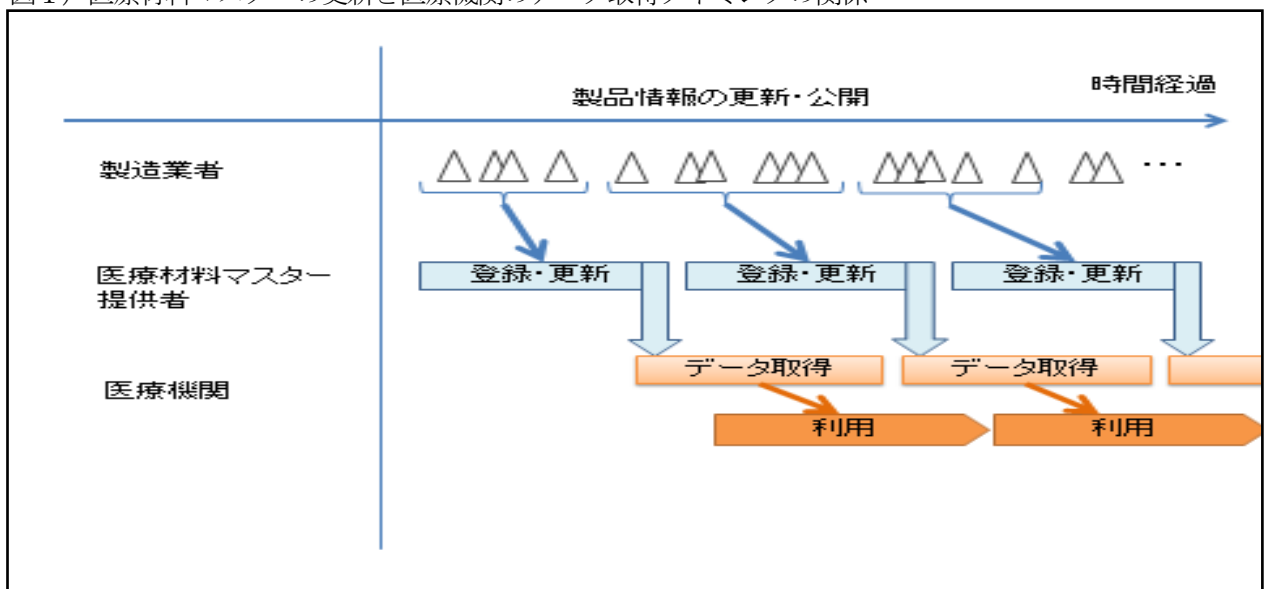 時間経過
製品情報の更新・公開
製造業者
・・・
医療材料マスター
提供者
登録・更新
登録・更新
登録・更新
医療機関
データ取得
データ取得
利用
利用